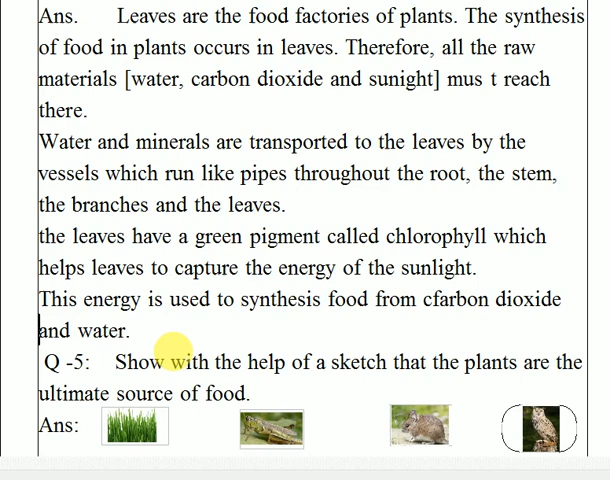 Ans. Leaves are the food factories of plants. The synthesis
of food in plants occurs in leaves. Therefore, all the raw
materials [water, carbon dioxide and sunight] mus t reach
there.
Water and minerals are transported to the leaves by the
vessels which run like pipes throughout the root, the stem,
the branches and the leaves.
the leaves have a green pigment called chlorophyll which
helps leaves to capture the energy of the sunlight.
This energy is used to synthesis food from cfarbon dioxide
and water.
Q -5: Show with the help of a sketch that the plants are the
ultimate source of food.
Ans: